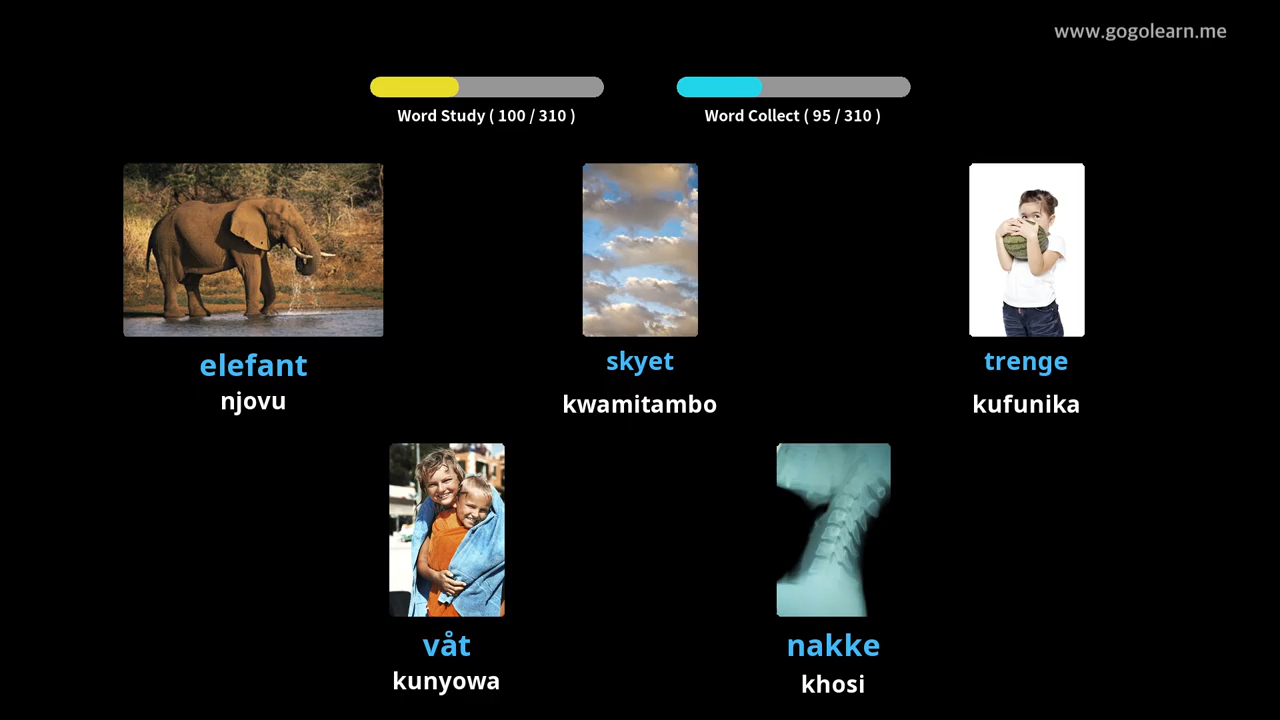 www.gogolearn.me
Word Study ( 100 / 310 )
Word Collect ( 95 / 310 )
elefant
njovu
skyet
kwamitambo
trenge
kufunika
våt
kunyowa
nakke
khosi